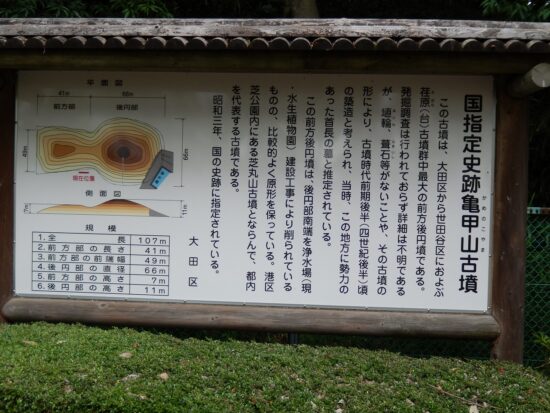 国指定史跡亀甲山古墳
かめのこやま
この古墳は、大田区から世田谷区におよぶ
荏原(台)古墳群中最大の前方後円墳である。
発掘調査は行われておらず詳細は不明である
が、埴輪、葺石等がないことや、その古墳の
形により、古墳時代前期後半(四世紀後半)頃
の築造と考えられ、当時、この地方に勢力の
あった首長の墓と推定されている。
この前方後円墳は、後円部南端を浄水場(現
・水生植物園)建設工事により削られている
ものの、比較的よく原形を保っている。港区
芝公園内にある芝丸山古墳とならんで、都内
を代表する古墳である。
昭和三年、国の史跡に指定されている。
大田区
平面図
41m
66m
前方部
後円部
49m
66m
現在位置
側面図
7m
11m
規模
1.全長 107m
2.前方部の長さ 41m
3.前方部の前端幅 49m
4.後円部の直径 66m
5.前方部の高さ 7m
6.後円部の高さ 11m